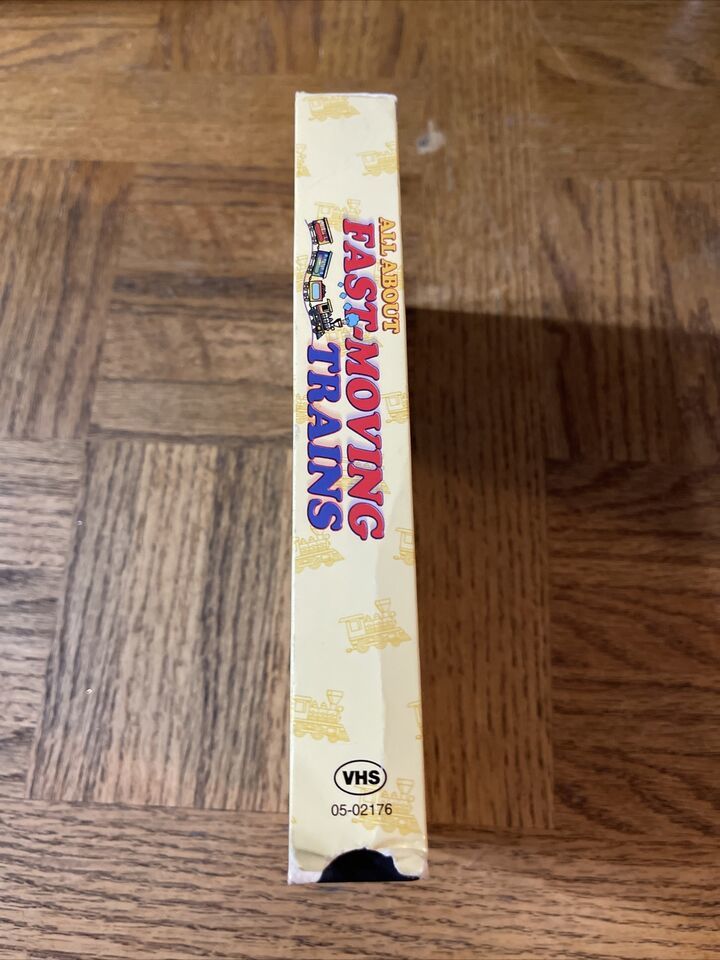 ALL ABOUT
FAST-MOVING
TRAINS
VHS
05-02176